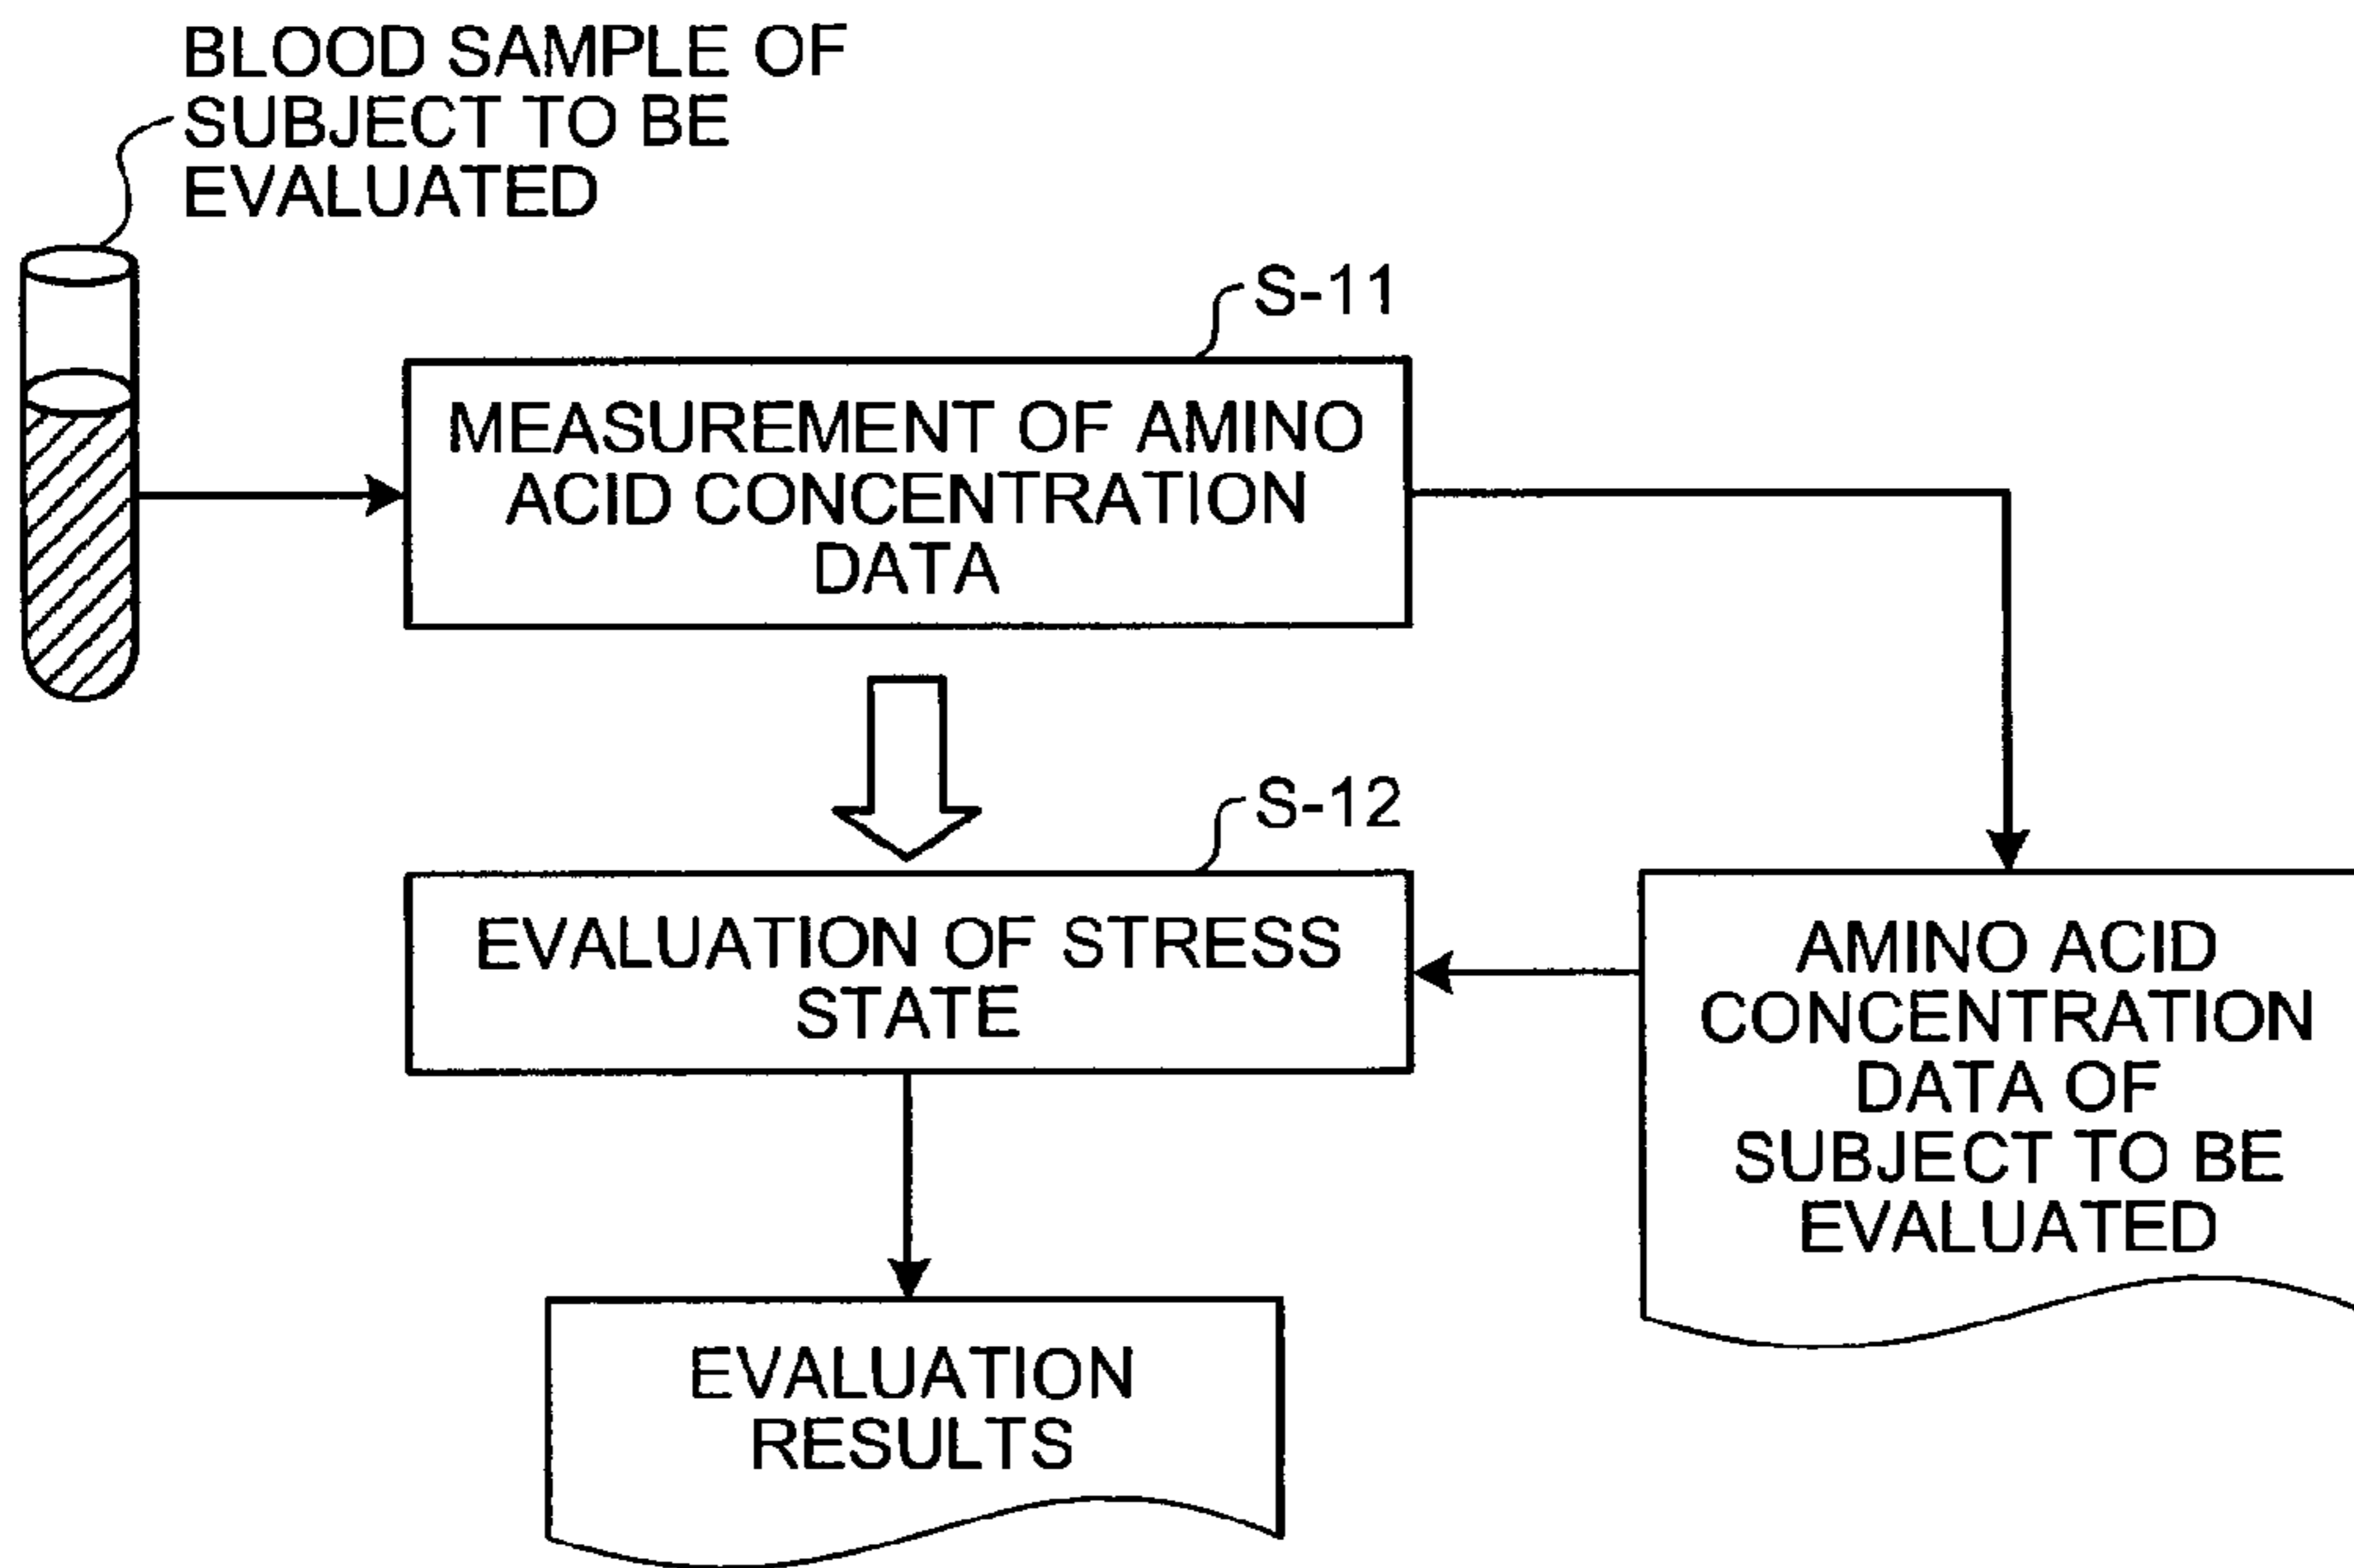 BLOOD SAMPLE OF
SUBJECT TO BE
EVALUATED
S-11
MEASUREMENT OF AMINO
ACID CONCENTRATION
DATA
S-12
EVALUATION OF STRESS
STATE
AMINO ACID
CONCENTRATION
DATA OF
SUBJECT TO BE
EVALUATED
EVALUATION
RESULTS